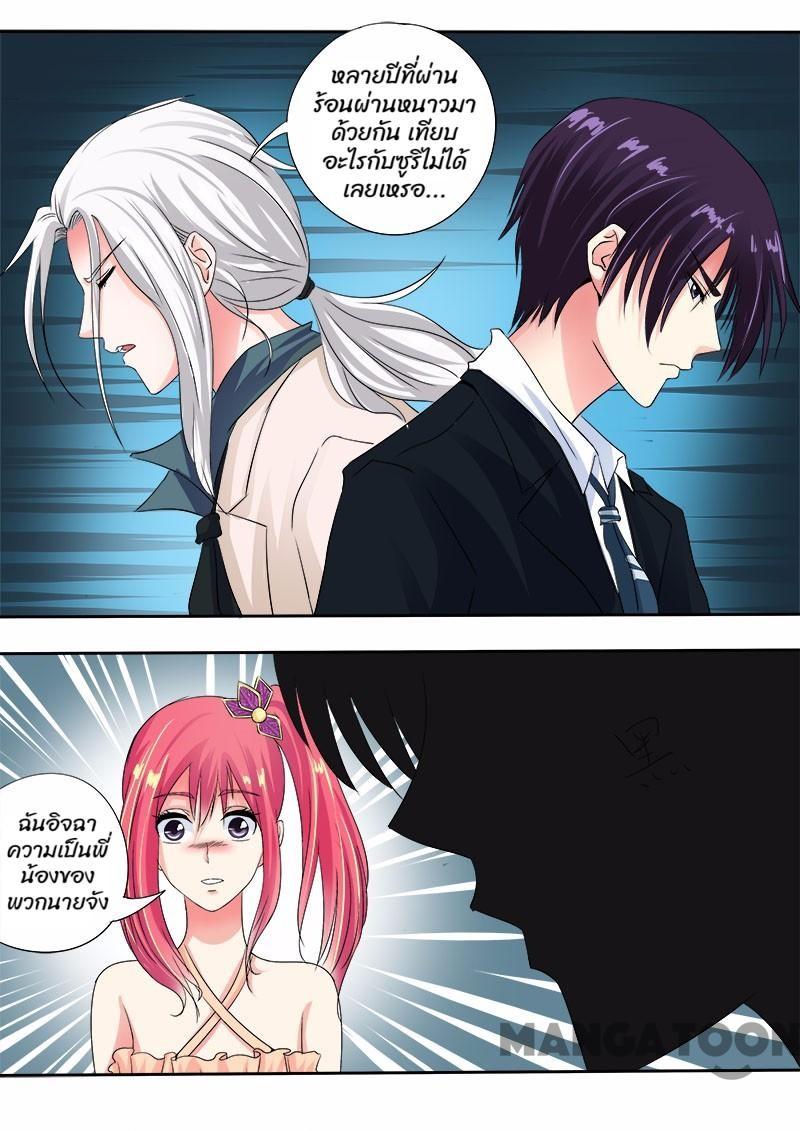 หลายปีที่ผ่าน
ร้อนผ่านหนาวมา
ด้วยกัน เทียบ
อะไรกับซูริไม่ได้
เลยเหรอ...
黑
ฉันอิจฉา
ความเป็นพี่
น้องของ
พวกนายจัง
MANGATOON